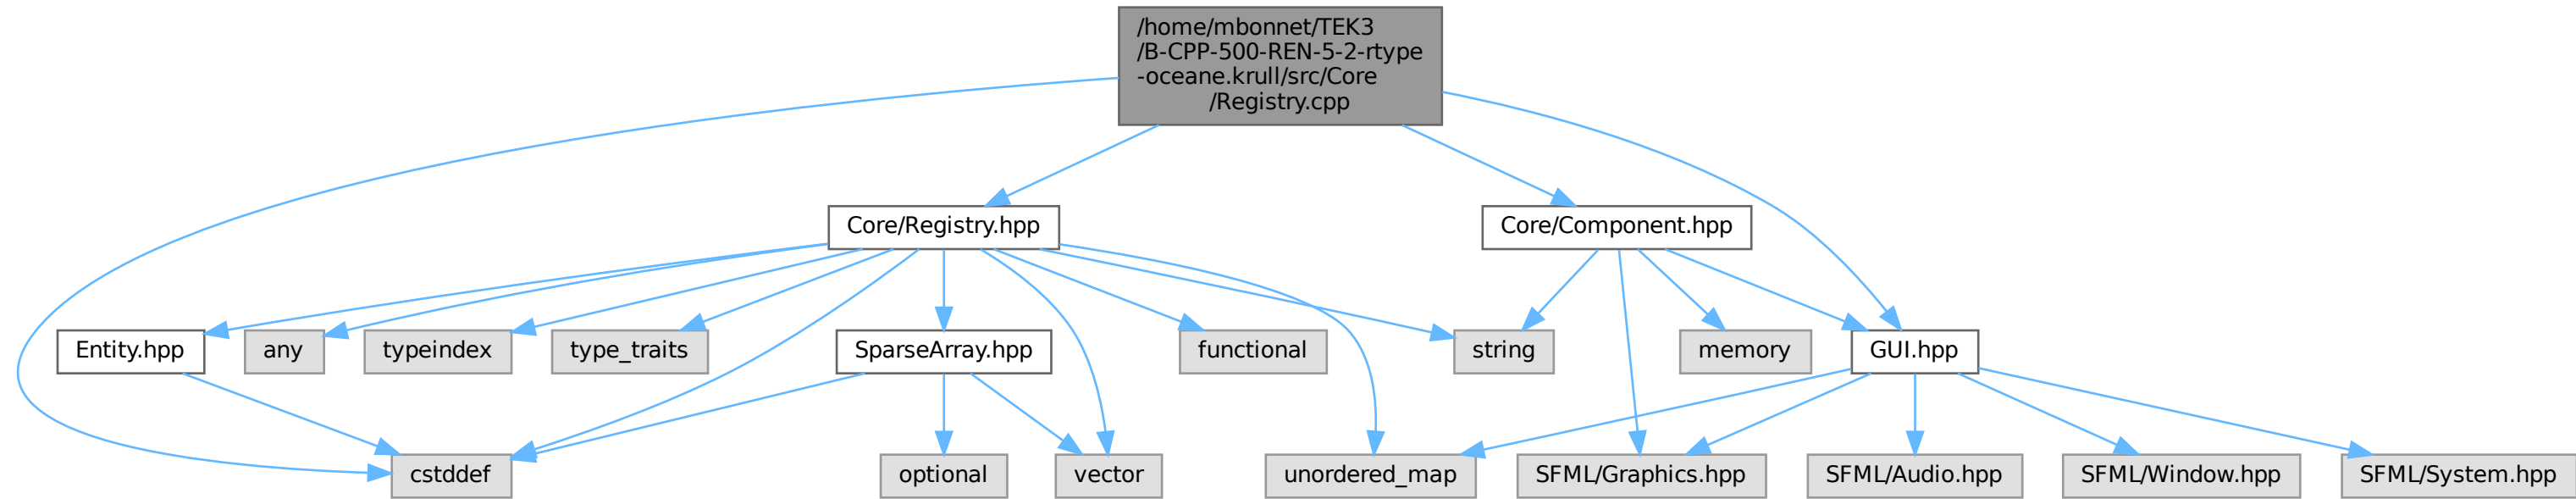 /home/mbonnet/TEK3
/B-CPP-500-REN-5-2-rtype
-oceane.krull/src/Core
/Registry.cpp
Core/Registry.hpp
Core/Component.hpp
Entity.hpp
any
typeindex
type_traits
SparseArray.hpp
functional
string
memory
GUI.hpp
cstddef
optional
vector
unordered_map
SFML/Graphics.hpp
SFML/Audio.hpp
SFML/Window.hpp
SFML/System.hpp